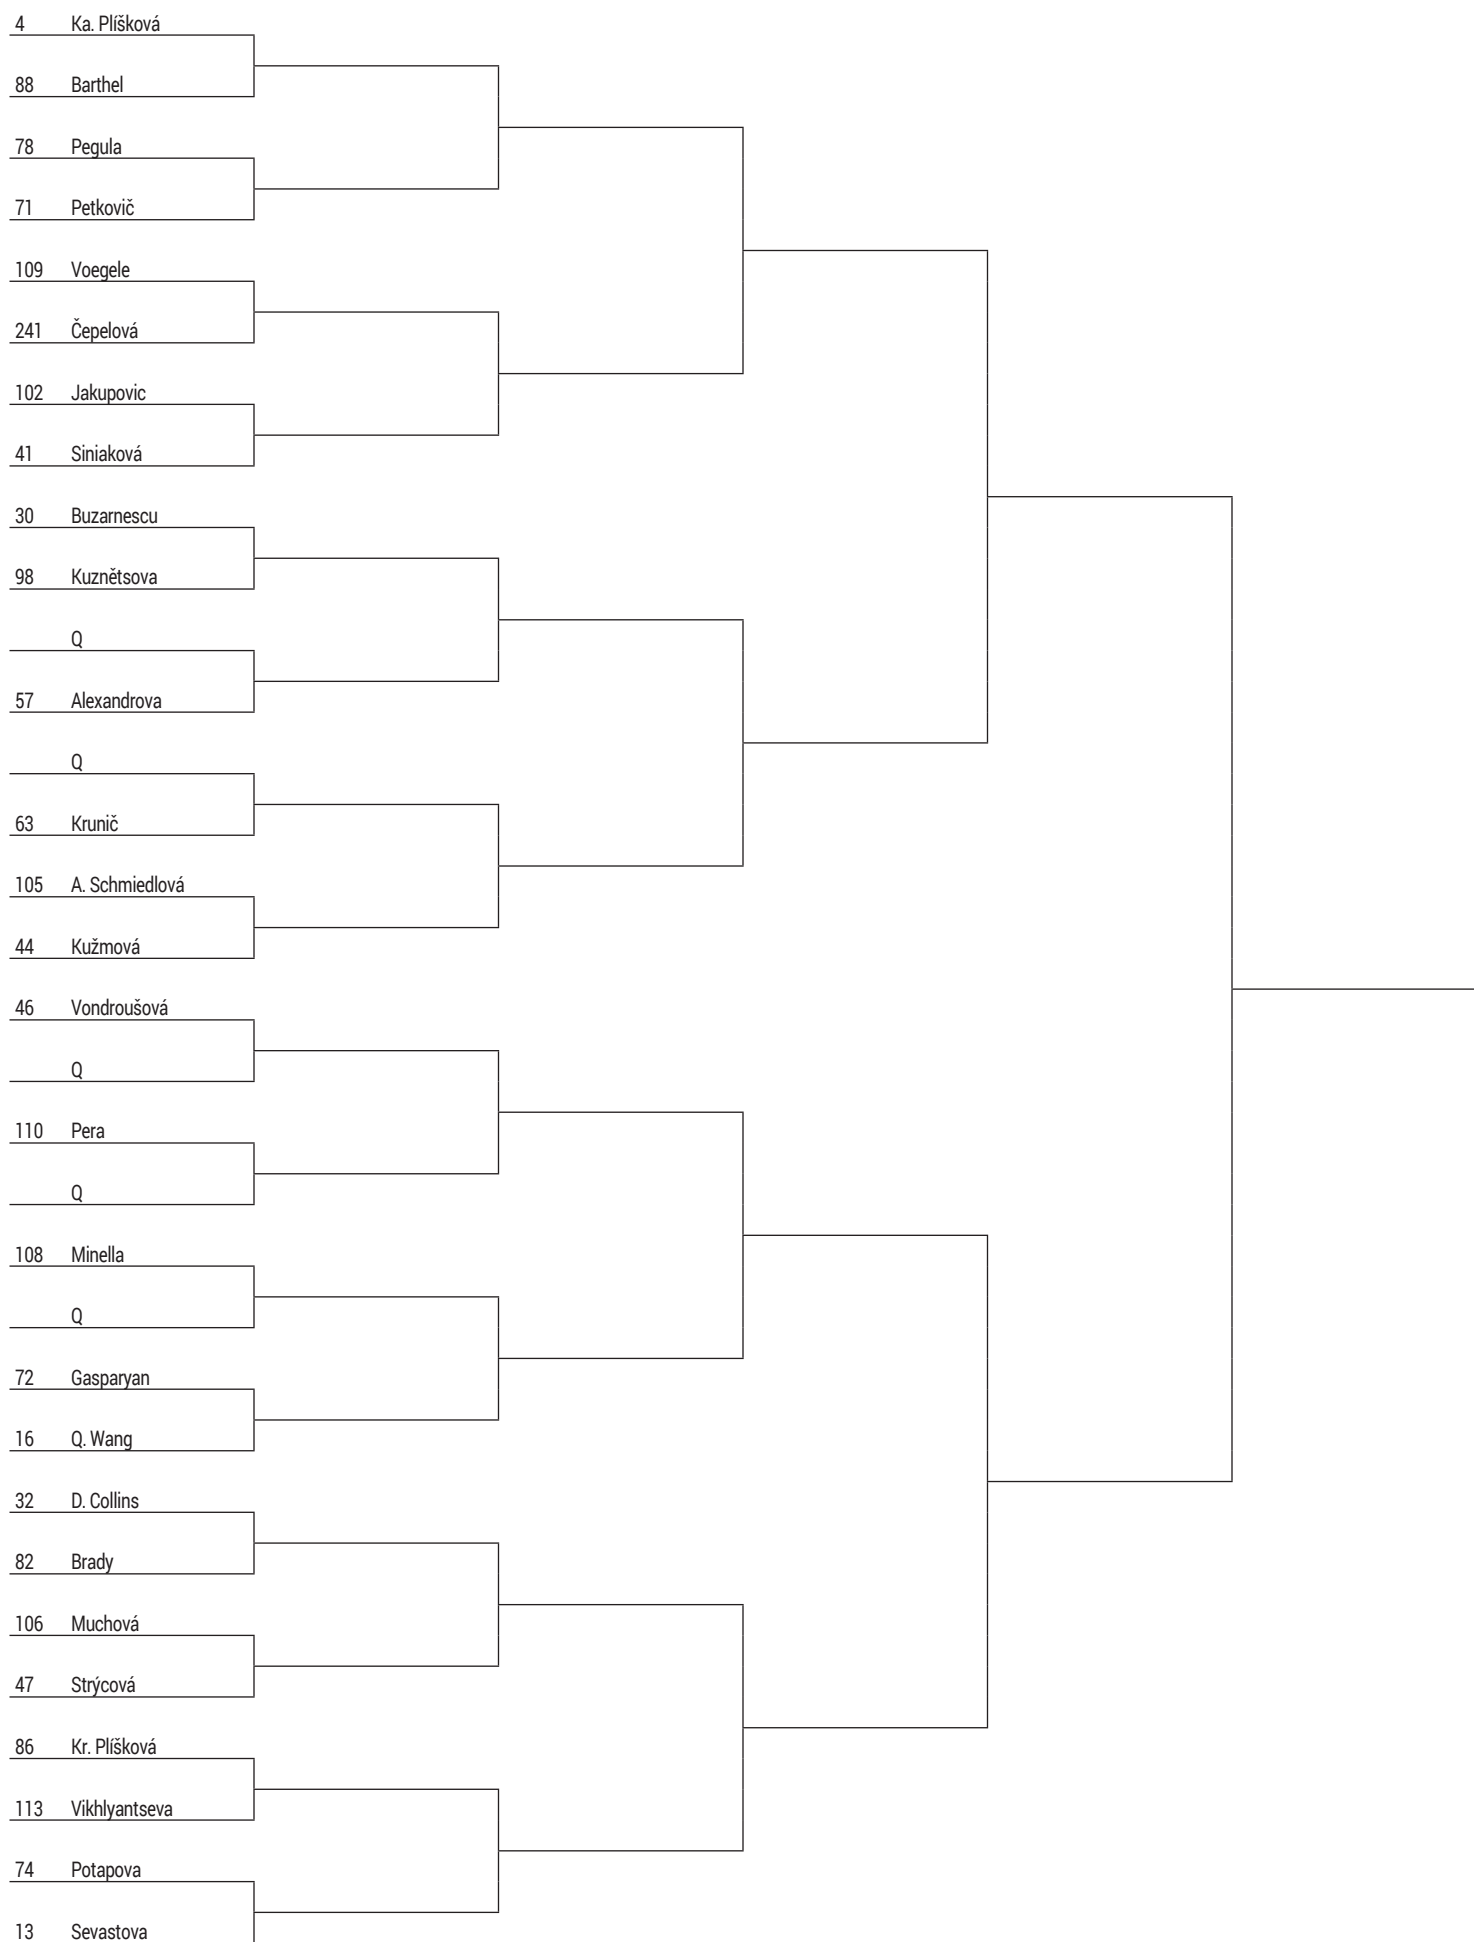 4 Ka. Plíšková
88 Barthel
78 Pegula
71 Petkovič
109 Voegele
241 Čepelová
102 Jakupovic
41 Siniaková
30 Buzarnescu
98 Kuznětsova
Q
57 Alexandrova
Q
63 Krunič
105 A. Schmiedlová
44 Kužmová
46 Vondroušová
Q
110 Pera
Q
108 Minella
Q
72 Gasparyan
16 Q. Wang
32 D. Collins
82 Brady
106 Muchová
47 Strýcová
86 Kr. Plíšková
113 Vikhlyantseva
74 Potapova
13 Sevastova